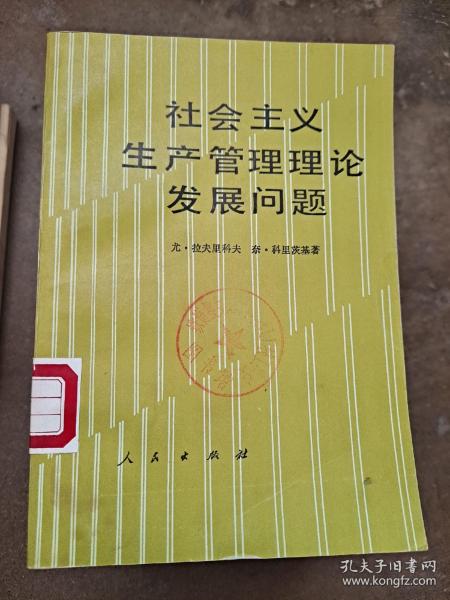 社会主义
生产管理理论
发展问题
尤·拉夫里科夫 奈·科里茨基著
人民出版社
孔夫子旧书网
www.kongfz.com